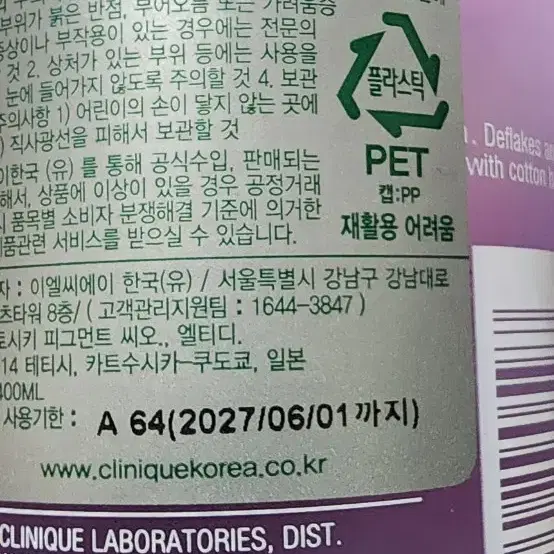 부위가 붉은 반점, 부어오름 또는 가려움증
증상이나 부작용이 있는 경우에는 전문의
것 2. 상처가 있는 부위 등에는 사용을
눈에 들어가지 않도록 주의할 것 4. 보관
주의사항 1) 어린이의 손이 닿지 않는 곳에
) 직사광선을 피해서 보관할 것
이한국 (유) 를 통해 공식수입, 판매되는
해서, 상품에 이상이 있을 경우 공정거래
시 품목별 소비자 분쟁해결 기준에 의거한
품관련 서비스를 받으실 수 있습니다.
플라스틱
PET
캡:PP
재활용 어려움
자 : 이엘씨에이 한국(유) / 서울특별시 강남구 강남대로
츠타워 8층/ ( 고객관리지원팀 : 1644-3847 )
토시키 피그먼트 씨오., 엘티디.
14 테티시, 카트수시카-쿠도쿄, 일본
400ML
사용기한 : A 64(2027/06/01까지)
www.cliniquekorea.co.kr
CLINIQUE LABORATORIES, DIST.
. Deflakes
with cotton